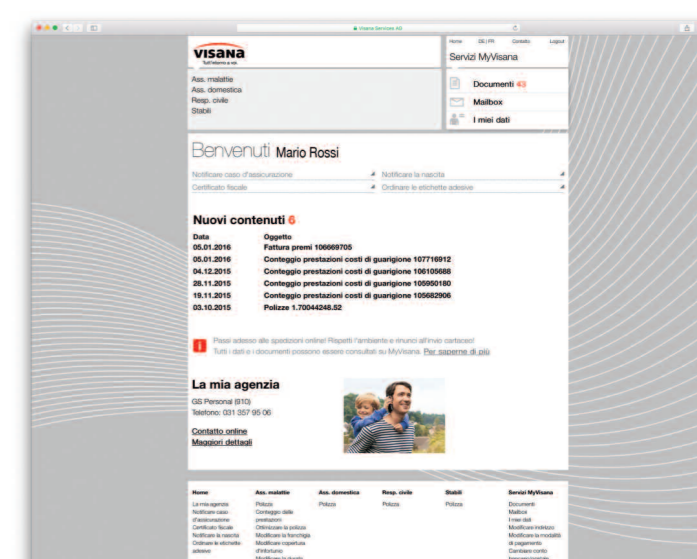 Visana Services AG
Home DE | FR Contatto Logout
visana
Tutt'intorno a voi.
Servizi MyVisana
Ass. malattie
Ass. domestica
Resp. civile
Stabili
Documenti 43
Mailbox
I miei dati
Benvenuti Mario Rossi
Notificare caso d'assicurazione
Notificare la nascita
Certificato fiscale
Ordinare le etichette adesive
Nuovi contenuti 6
Data Oggetto
05.01.2016 Fattura premi 106669705
05.01.2016 Conteggio prestazioni costi di guarigione 107716912
04.12.2015 Conteggio prestazioni costi di guarigione 106105688
28.11.2015 Conteggio prestazioni costi di guarigione 105950180
19.11.2015 Conteggio prestazioni costi di guarigione 105682906
03.10.2015 Polizze 1.70044248.52
Passi adesso alle spedizioni online! Rispetti l'ambiente e rinunci all'invio cartaceo!
Tutti i dati e i documenti possono essere consultati su MyVisana. Per saperne di più
La mia agenzia
GS Personal (910)
Telefono: 031 357 95 06
Contatto online
Maggiori dettagli
Home
La mia agenzia
Notificare caso
d'assicurazione
Certificato fiscale
Notificare la nascita
Ordinare le etichette
adesive
Ass. malattie
Polizza
Conteggio delle
prestazioni
Ottimizzare la polizza
Modificare la franchigia
Modificare copertura
d'infortunio
Ass. domestica
Polizza
Resp. civile
Polizza
Stabili
Polizza
Servizi MyVisana
Documenti
Mailbox
I miei dati
Modificare indirizzo
Modificare la modalità
di pagamento
Cambiare conto